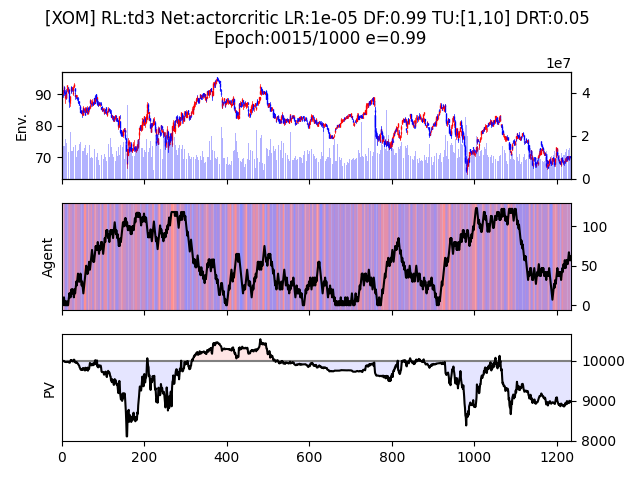 [XOM] RL:td3 Net:actorcritic LR:1e-05 DF:0.99 TU:[1,10] DRT:0.05
Epoch:0015/1000 e=0.99
1e7
90
80
70
Env.
4
2
0
Agent
100
50
0
PV
10000
9000
8000
0 200 400 600 800 1000 1200